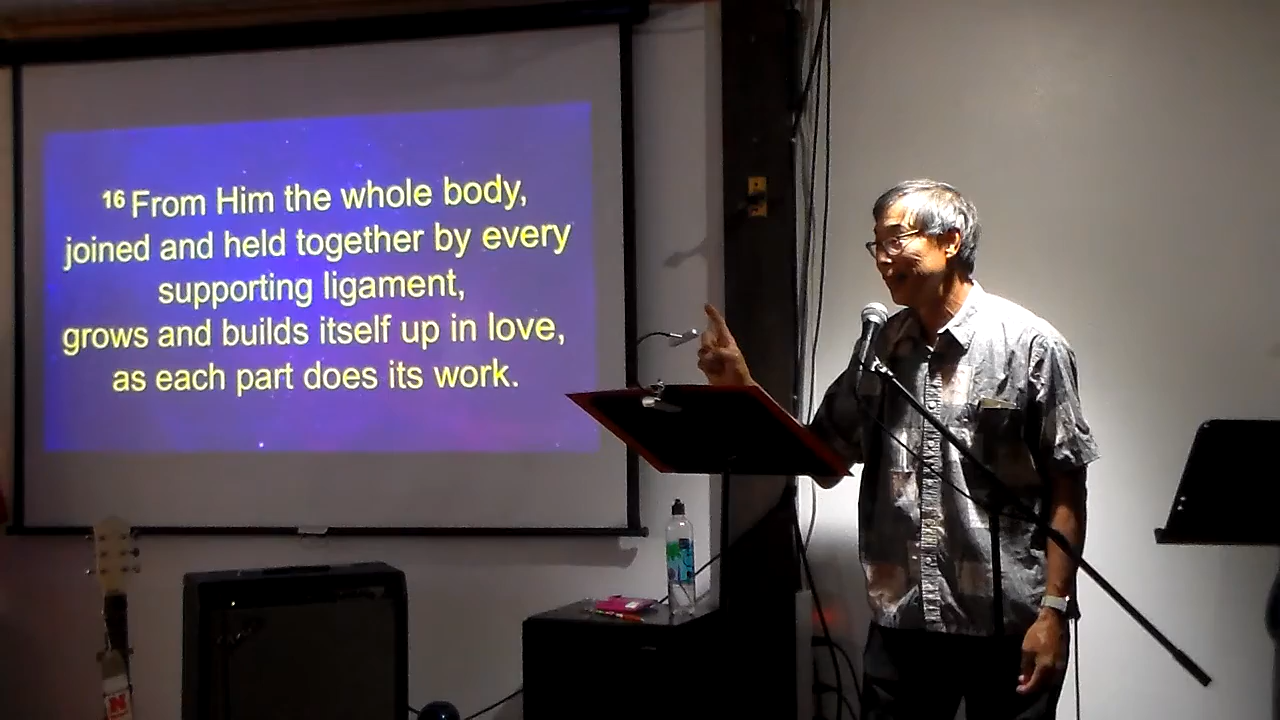 16 From Him the whole body,
joined and held together by every
supporting ligament,
grows and builds itself up in love,
as each part does its work.
N